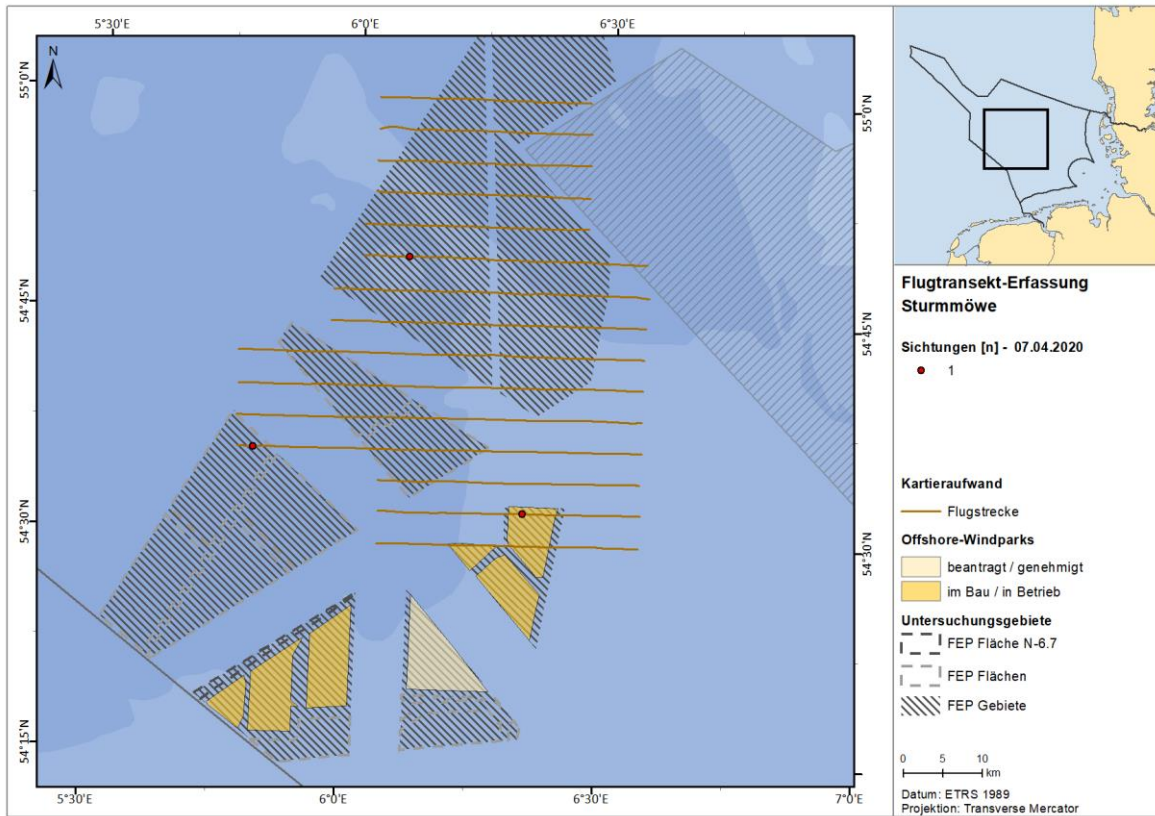 5°30'E
6°0'E
6°30'E
N
55°0'N
55°0'N
54°45'N
54°45'N
54°30'N
54°30'N
54°15'N
5°30'E
6°0'E
6°30'E
7°0'E
Flugtransekt-Erfassung
Sturmmöwe
Sichtungen [n] - 07.04.2020
1
Kartieraufwand
Flugstrecke
Offshore-Windparks
beantragt / genehmigt
im Bau / in Betrieb
Untersuchungsgebiete
FEP Fläche N-6.7
FEP Flächen
FEP Gebiete
0 5 10
km
Datum: ETRS 1989
Projektion: Transverse Mercator